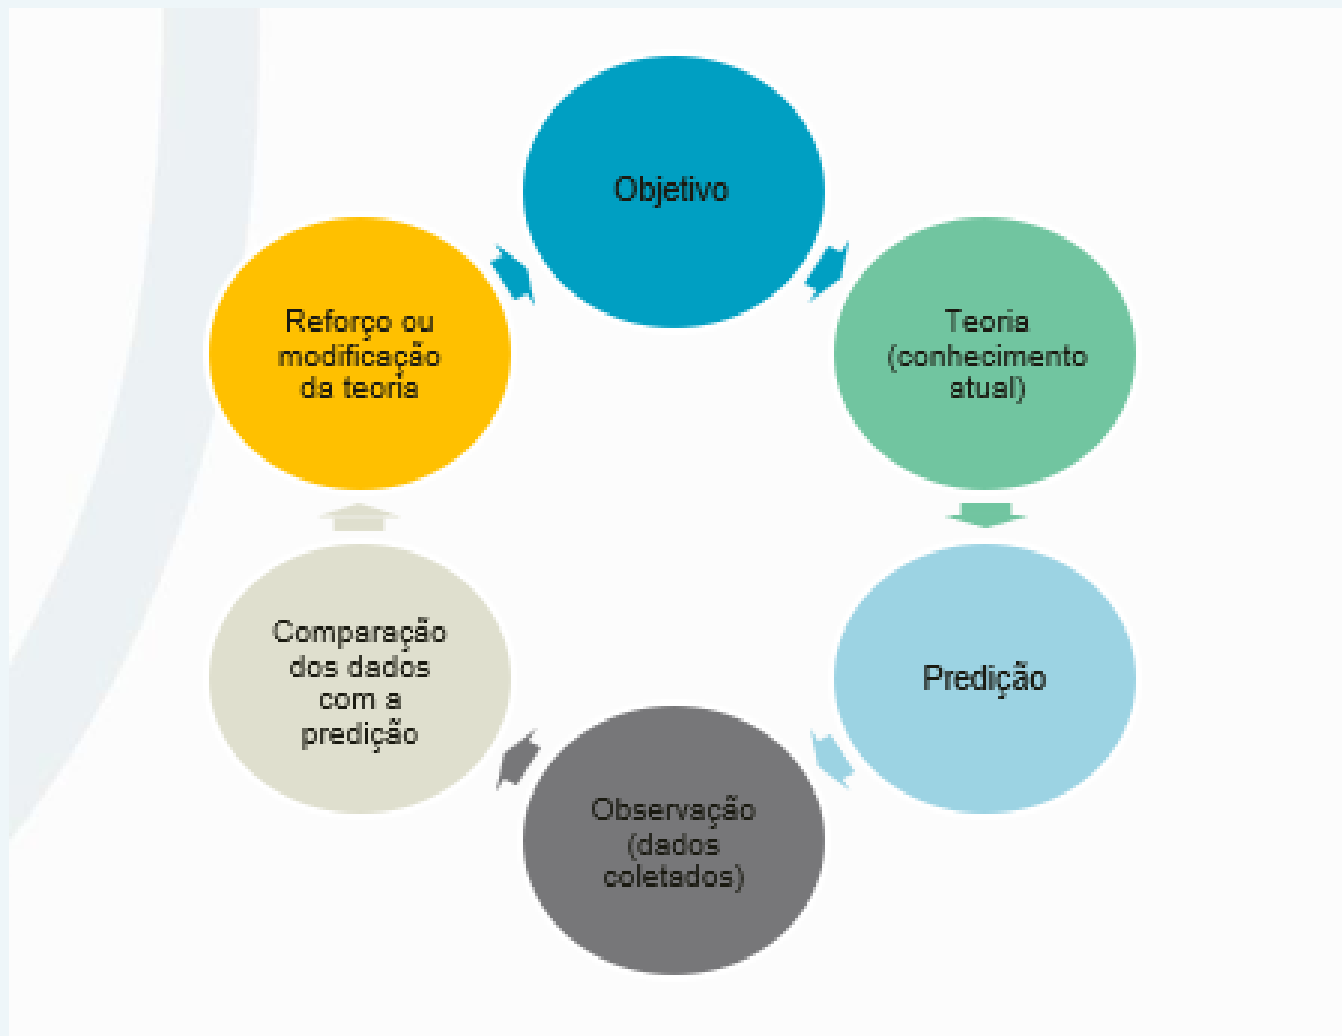 Objetivo
Teoria
(conhecimento
atual)
Predição
Observação
(dados
coletados)
Comparação
dos dados
com a
predição
Reforço ou
modificação
da teoria